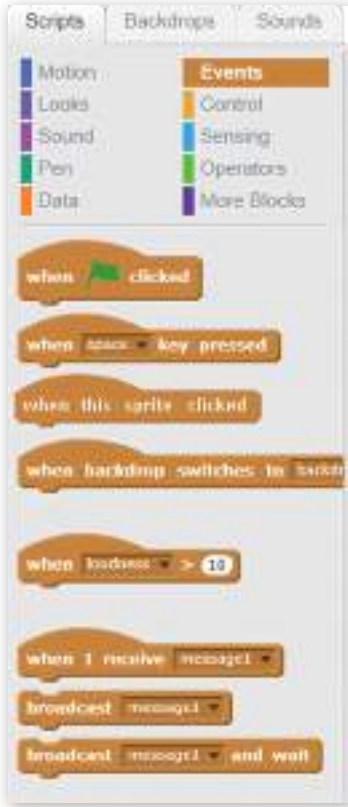 Scripts Backdrops Sounds
Motion Events
Looks Control
Sound Sensing
Pen Operators
Data More Blocks
when clicked
when space key pressed
when this sprite clicked
when backdrop switches to
when loudness > 10
when I receive message1
broadcast message1
broadcast message1 and wait